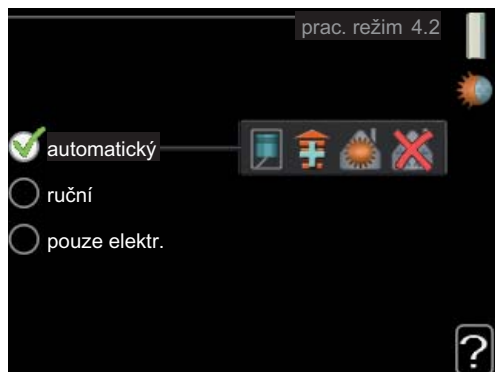 prac. režim 4.2
automatický
ruční
pouze elektr.
?